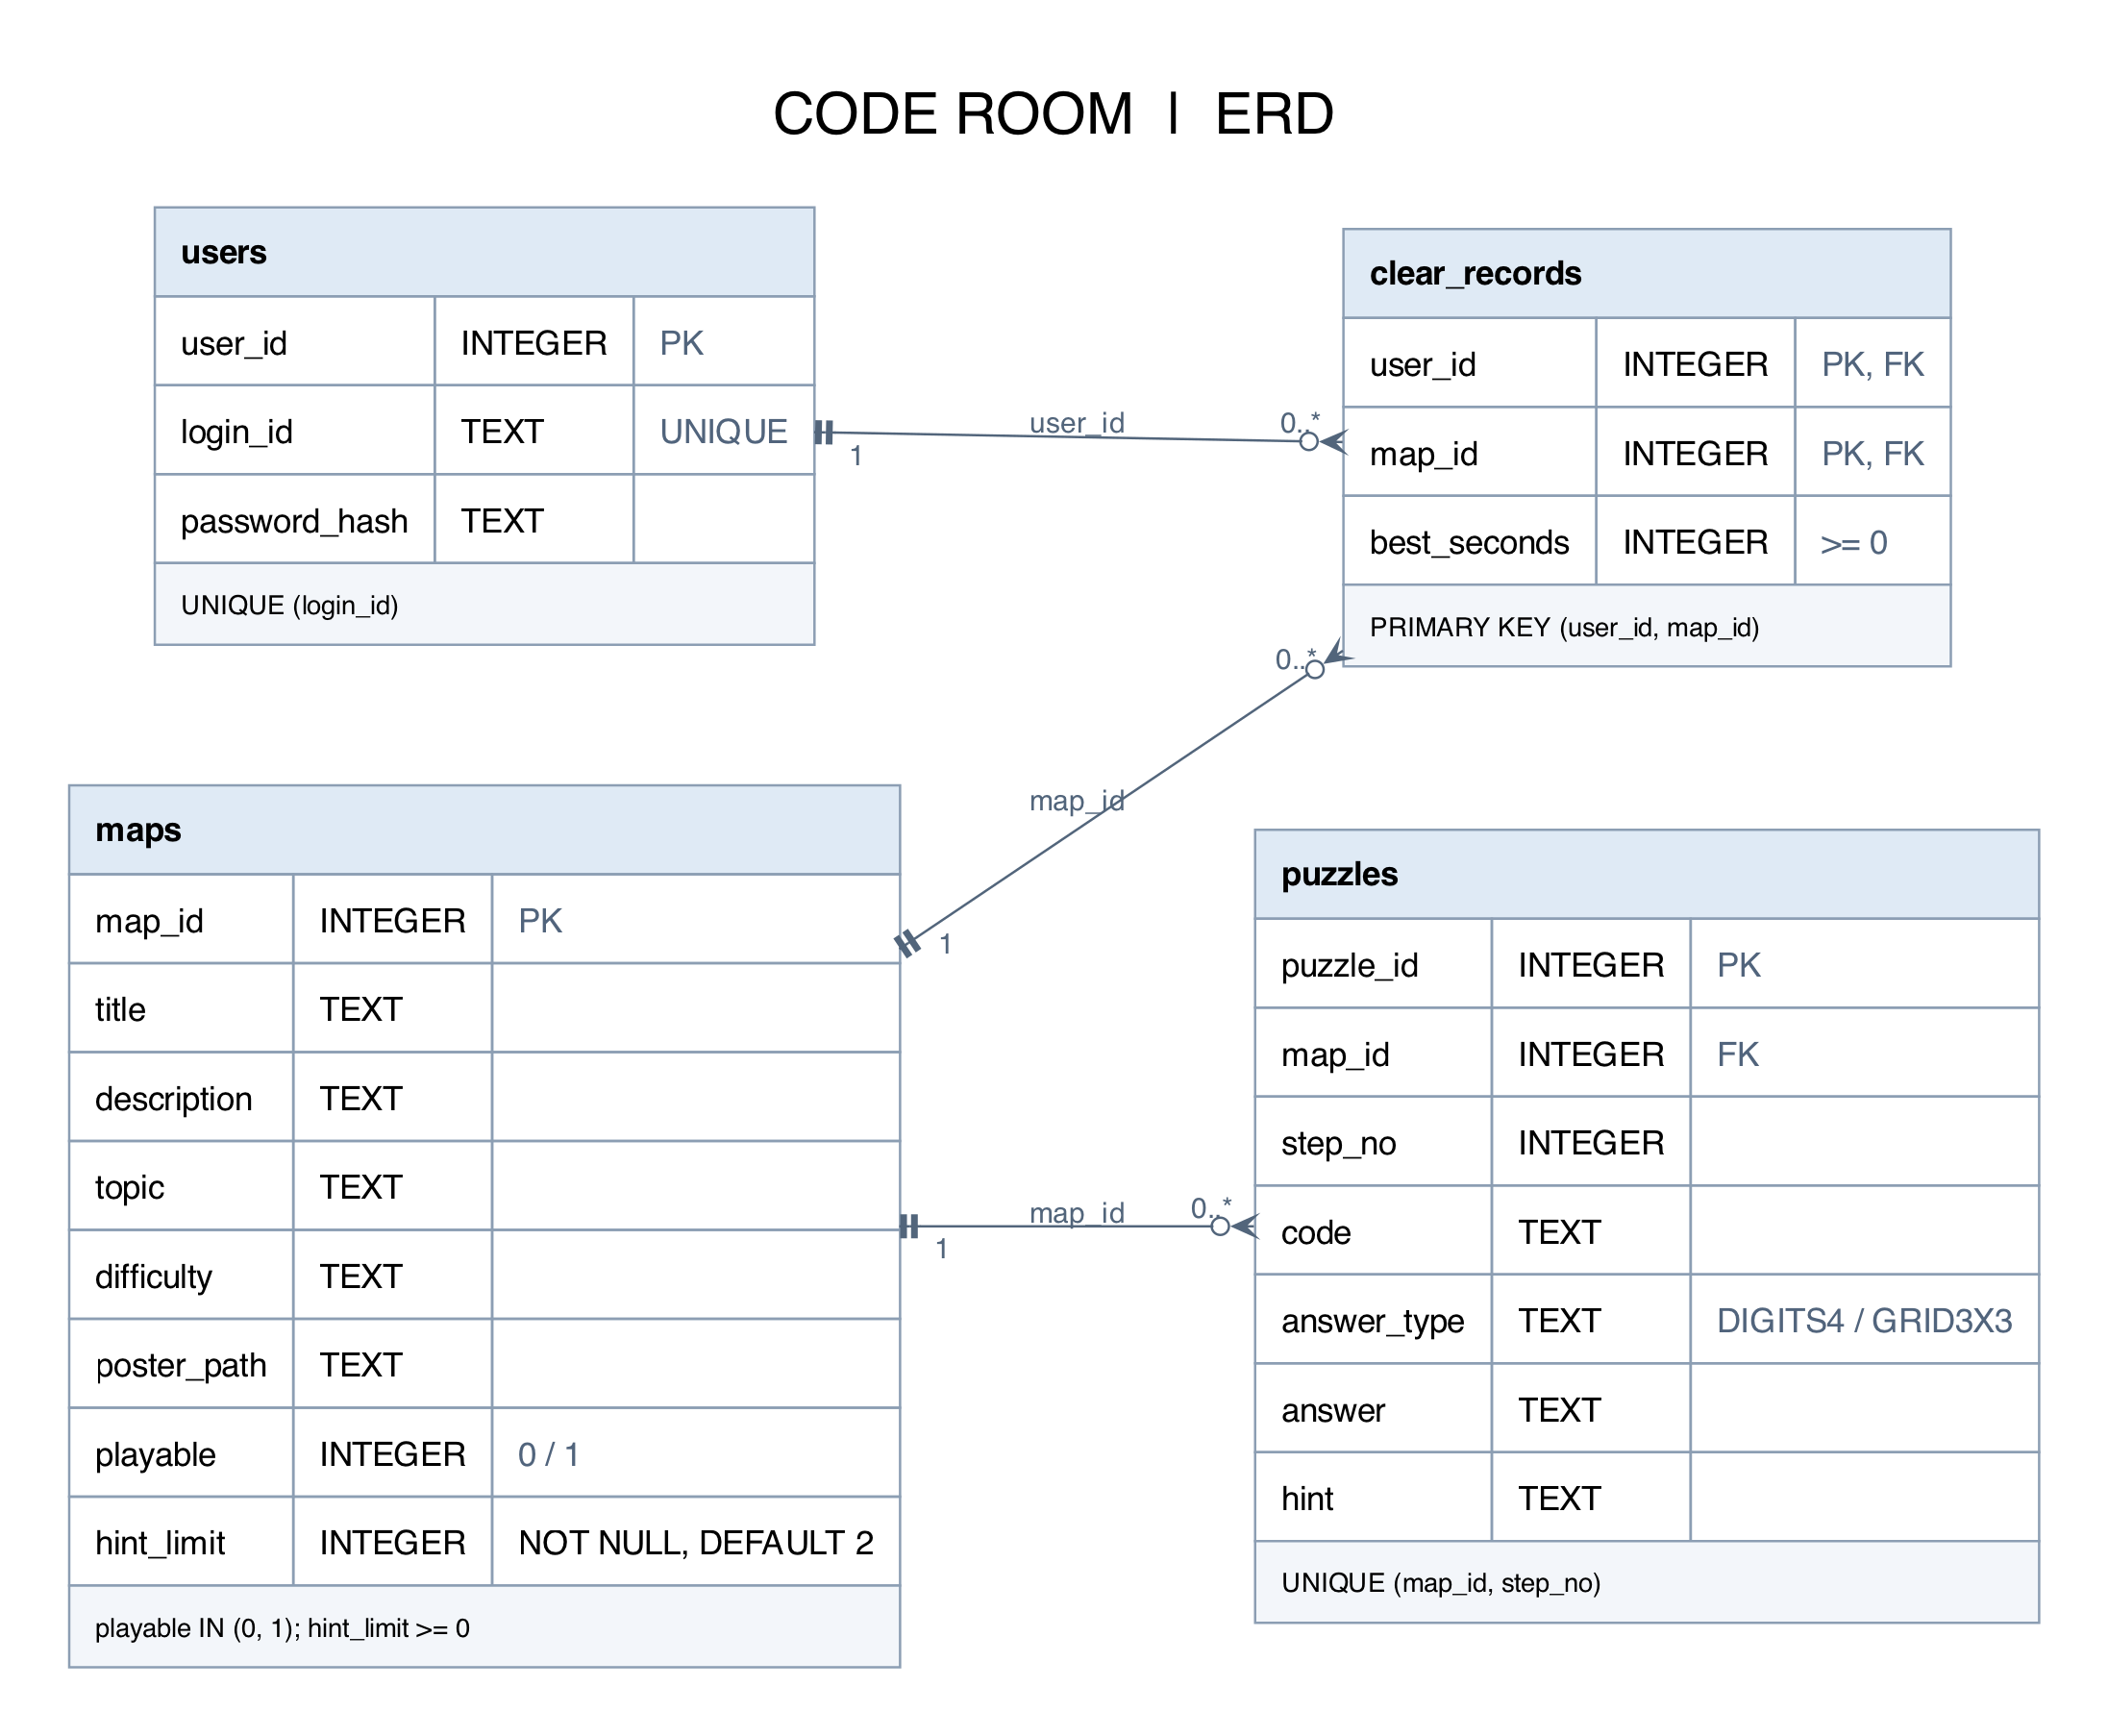 CODE ROOM | ERD
users
user_id INTEGER PK
login_id TEXT UNIQUE
password_hash TEXT
UNIQUE (login_id)
clear_records
user_id INTEGER PK, FK
map_id INTEGER PK, FK
best_seconds INTEGER >= 0
PRIMARY KEY (user_id, map_id)
user_id
1
0..*
map_id
1
0..*
maps
map_id INTEGER PK
title TEXT
description TEXT
topic TEXT
difficulty TEXT
poster_path TEXT
playable INTEGER 0 / 1
hint_limit INTEGER NOT NULL, DEFAULT 2
playable IN (0, 1); hint_limit >= 0
map_id
1
0..*
puzzles
puzzle_id INTEGER PK
map_id INTEGER FK
step_no INTEGER
code TEXT
answer_type TEXT DIGITS4 / GRID3X3
answer TEXT
hint TEXT
UNIQUE (map_id, step_no)